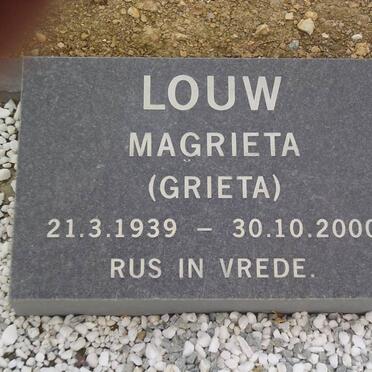 LOUW
MAGRIETA
(GRIETA)
21.3.1939 – 30.10.2000
RUS IN VREDE.